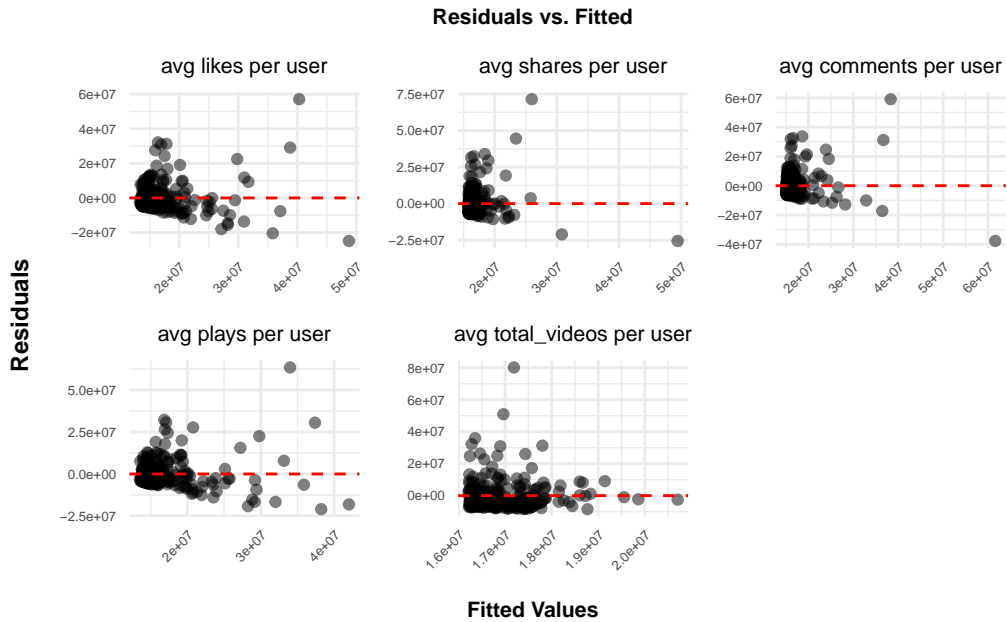 Residuals vs. Fitted
avg likes per user
avg shares per user
avg comments per user
6e+07
4e+07
2e+07
0e+00
−2e+07
2e+07
3e+07
4e+07
5e+07
7.5e+07
5.0e+07
2.5e+07
0.0e+00
−2.5e+07
2e+07
3e+07
4e+07
5e+07
6e+07
4e+07
2e+07
0e+00
−2e+07
−4e+07
2e+07
3e+07
4e+07
5e+07
6e+07
Residuals
avg plays per user
avg total_videos per user
5.0e+07
2.5e+07
0.0e+00
−2.5e+07
2e+07
3e+07
4e+07
8e+07
6e+07
4e+07
2e+07
0e+00
1.6e+07
1.7e+07
1.8e+07
1.9e+07
2.0e+07
Fitted Values